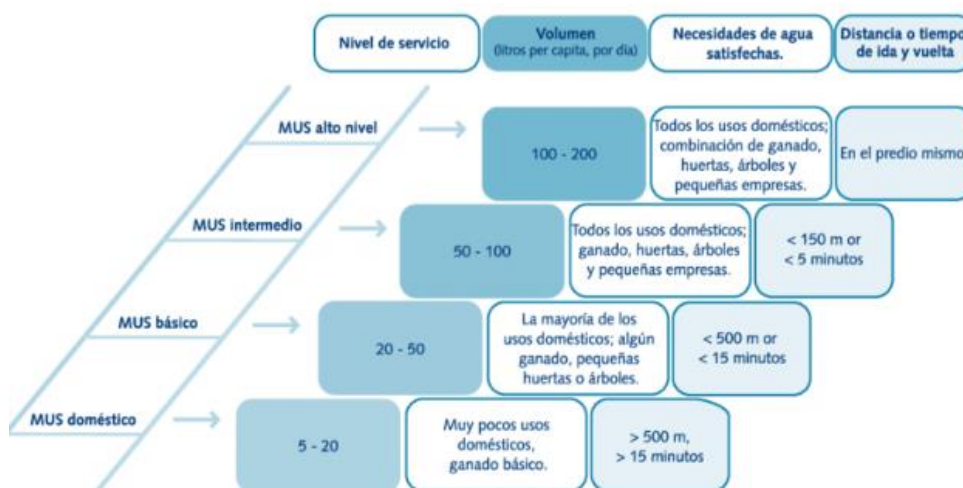 Nivel de servicio
Volumen
(litros per capita, por día)
Necesidades de agua
satisfechas.
Distancia o tiempo
de ida y vuelta
MUS alto nivel
100 - 200
Todos los usos domésticos;
combinación de ganado,
huertas, árboles y
pequeñas empresas.
En el predio mismo
MUS intermedio
50 - 100
Todos los usos domésticos;
ganado, huertas, árboles
y pequeñas empresas.
< 150 m or
< 5 minutos
MUS básico
20 - 50
La mayoría de los
usos domésticos; algún
ganado, pequeñas
huertas o árboles.
< 500 m or
< 15 minutos
MUS doméstico
5 - 20
Muy pocos usos
domésticos,
ganado básico.
> 500 m,
> 15 minutos